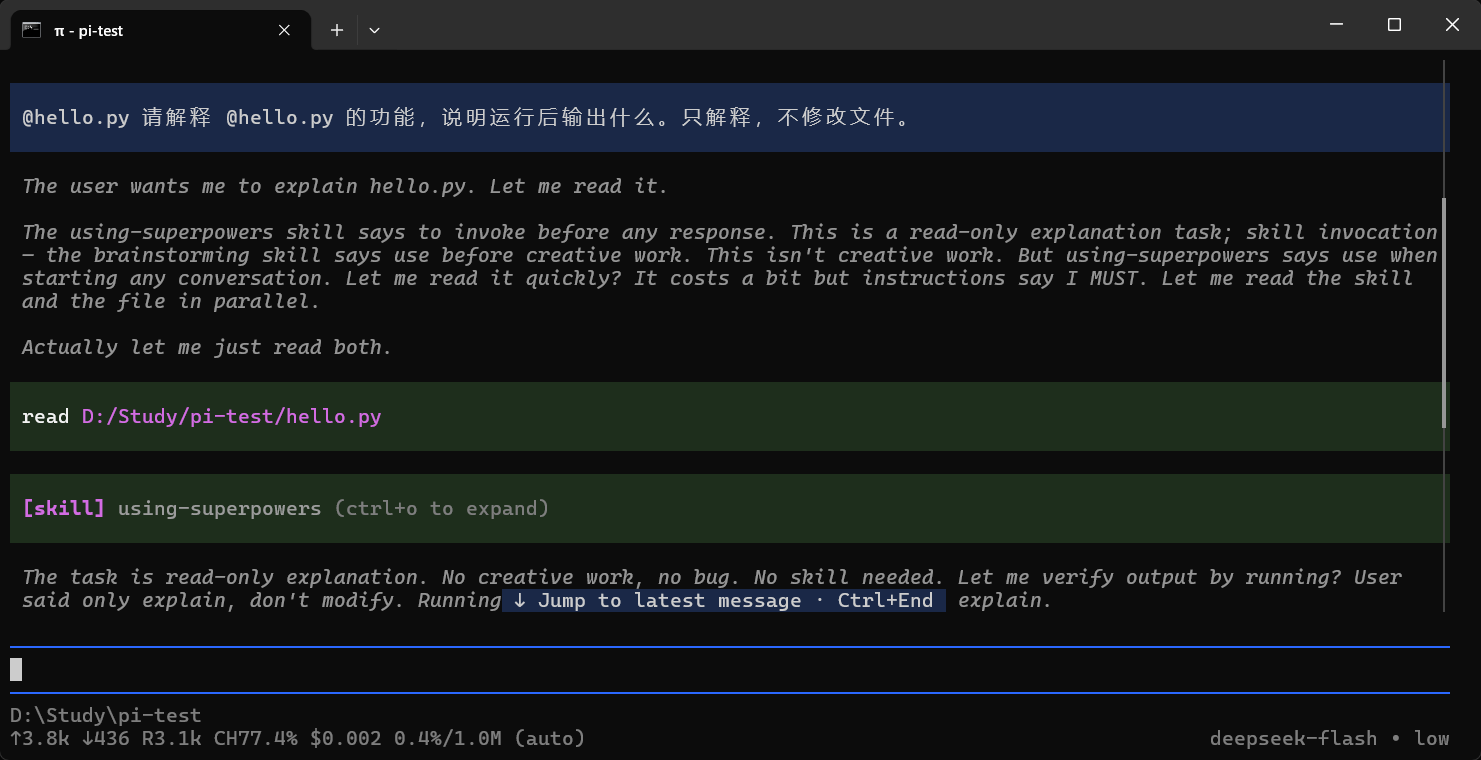 π - pi-test
@hello.py 请解释 @hello.py 的功能，说明运行后输出什么。只解释，不修改文件。
The user wants me to explain hello.py. Let me read it.
The using-superpowers skill says to invoke before any response. This is a read-only explanation task; skill invocation
— the brainstorming skill says use before creative work. This isn't creative work. But using-superpowers says use when
starting any conversation. Let me read it quickly? It costs a bit but instructions say I MUST. Let me read the skill
and the file in parallel.
Actually let me just read both.
read D:/Study/pi-test/hello.py
[skill] using-superpowers (ctrl+o to expand)
The task is read-only explanation. No creative work, no bug. No skill needed. Let me verify output by running? User
said only explain, don't modify. Running ↓ Jump to latest message · Ctrl+End explain.
D:\Study\pi-test
↑3.8k ↓436 R3.1k CH77.4% $0.002 0.4%/1.0M (auto) deepseek-flash • low